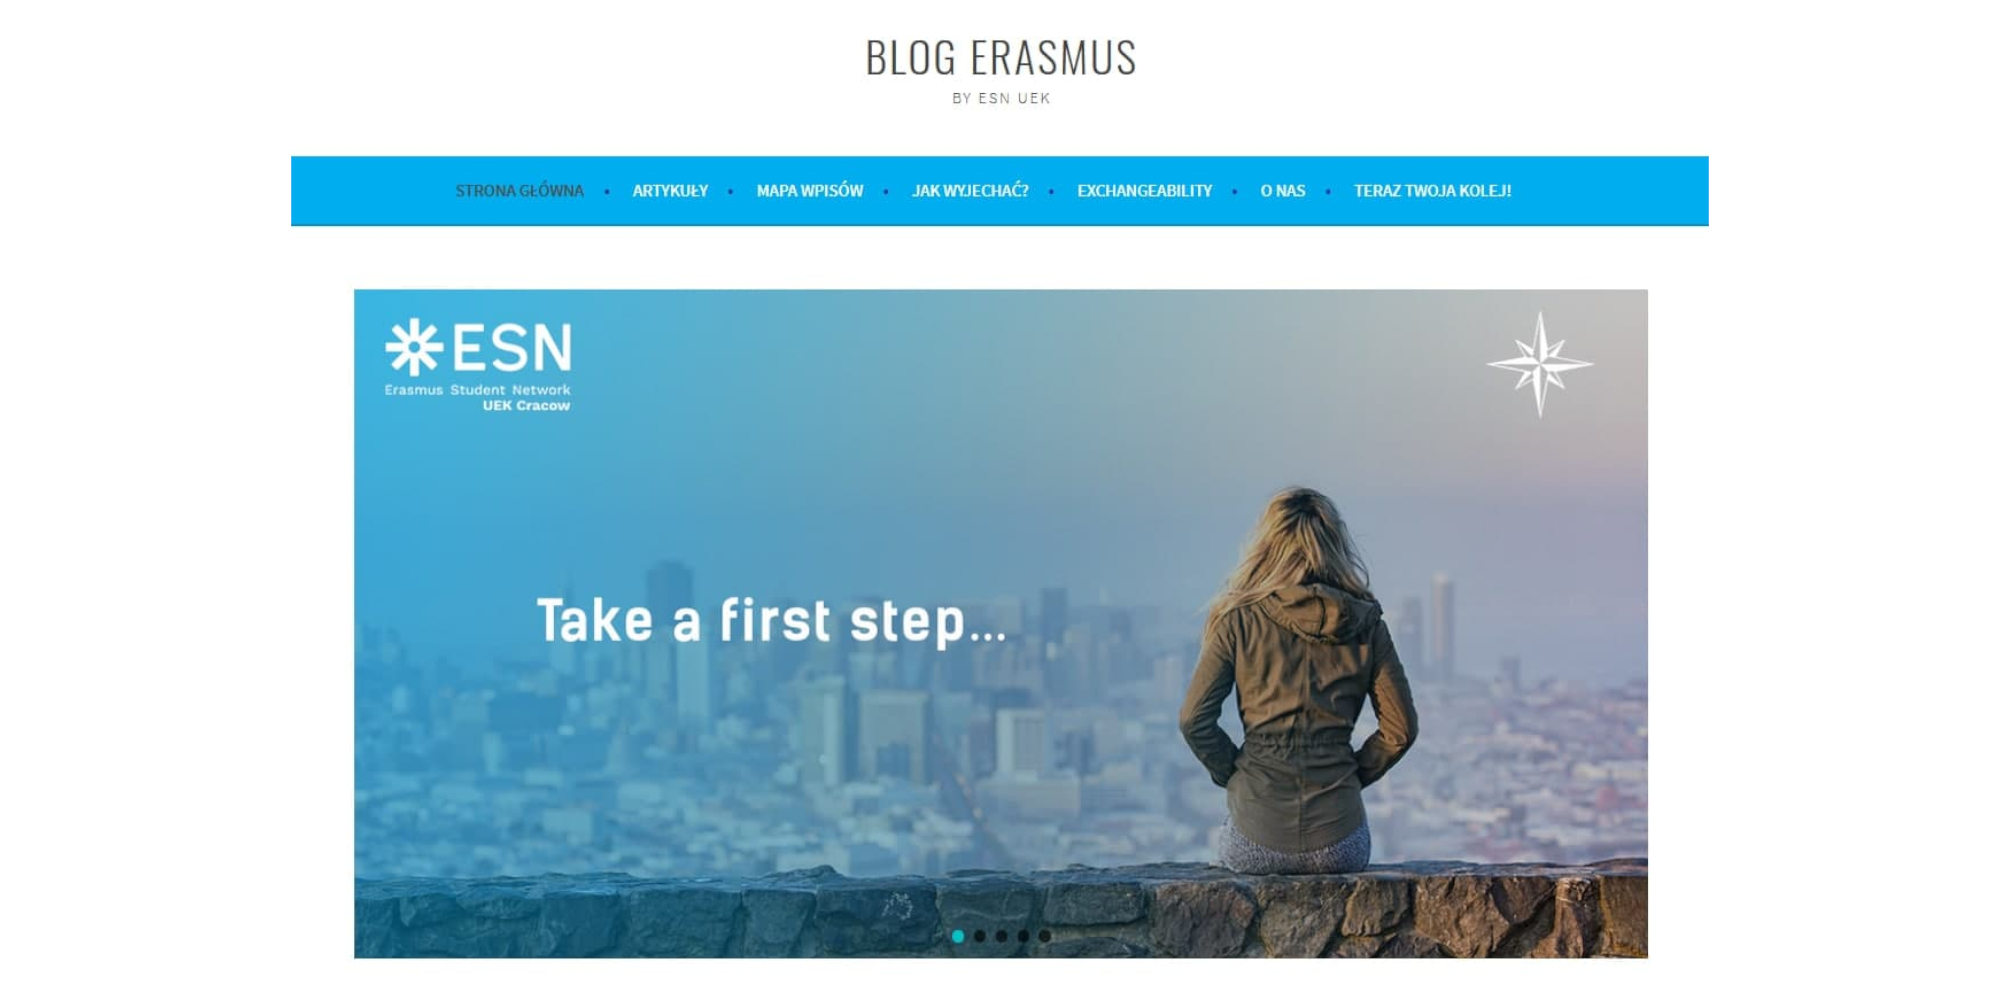 BLOG ERASMUS
BY ESN UEK
STRONA GŁÓWNA • ARTYKUŁY • MAPA WPISÓW • JAK WYJECHAĆ? • EXCHANGEABILITY • O NAS • TERAZ TWOJA KOLEJ!
ESN
Erasmus Student Network
UEK Cracow
Take a first step...